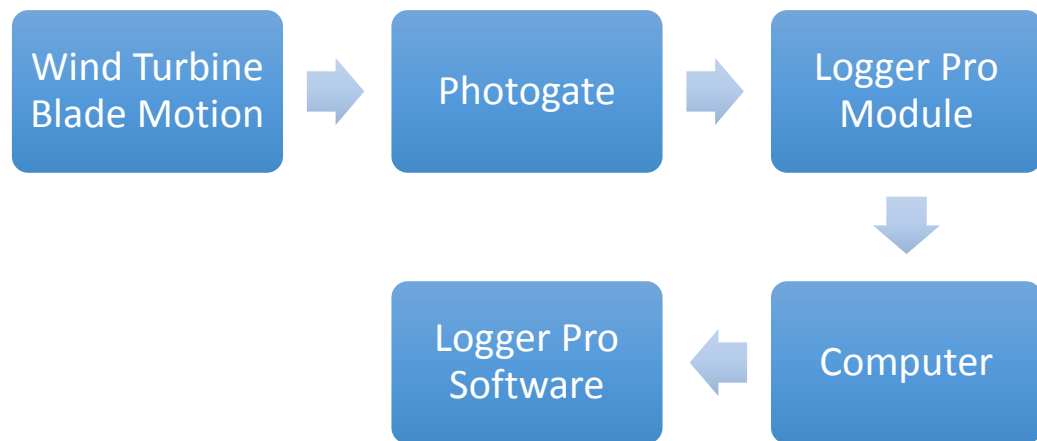 Wind Turbine
Blade Motion
Photogate
Logger Pro
Module
Computer
Logger Pro
Software